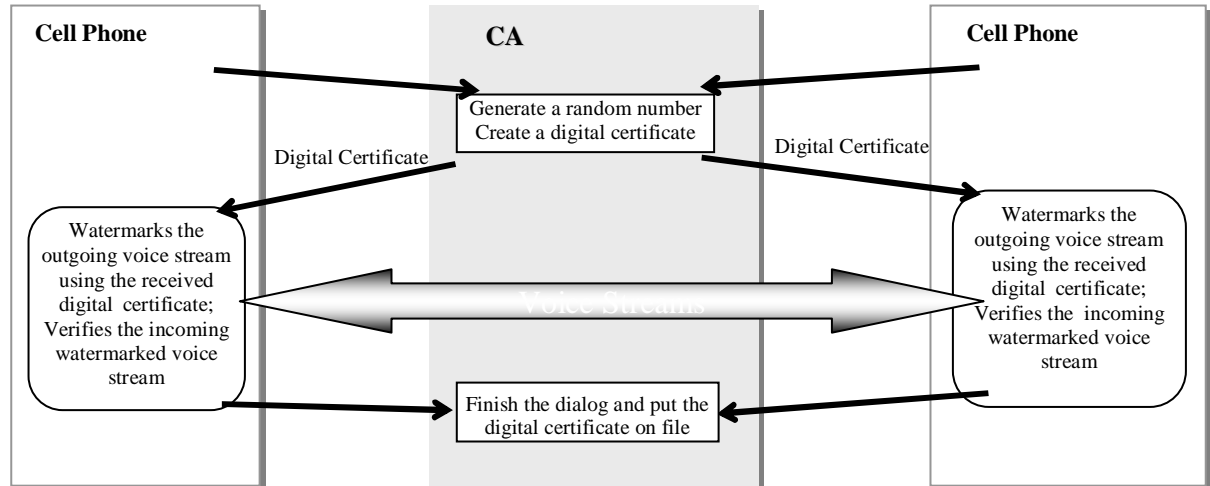 Cell Phone
CA
Cell Phone
Generate a random number
Create a digital certificate
Digital Certificate
Digital Certificate
Watermarks the
outgoing voice stream
using the received
digital certificate;
Verifies the incoming
watermarked voice
stream
Voice Streams
Watermarks the
outgoing voice stream
using the received
digital certificate;
Verifies the incoming
watermarked voice
stream
Finish the dialog and put the
digital certificate on file